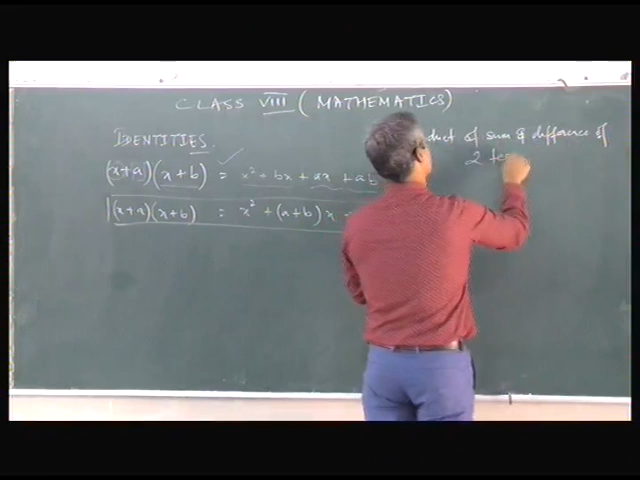 CLASS VIII (MATHEMATICS)
IDENTITIES.
(x+a)(x+b) = x² + bx + ax + ab
(x+a)(x+b) = x² + (a+b)x
duct of sum & difference of
2 te